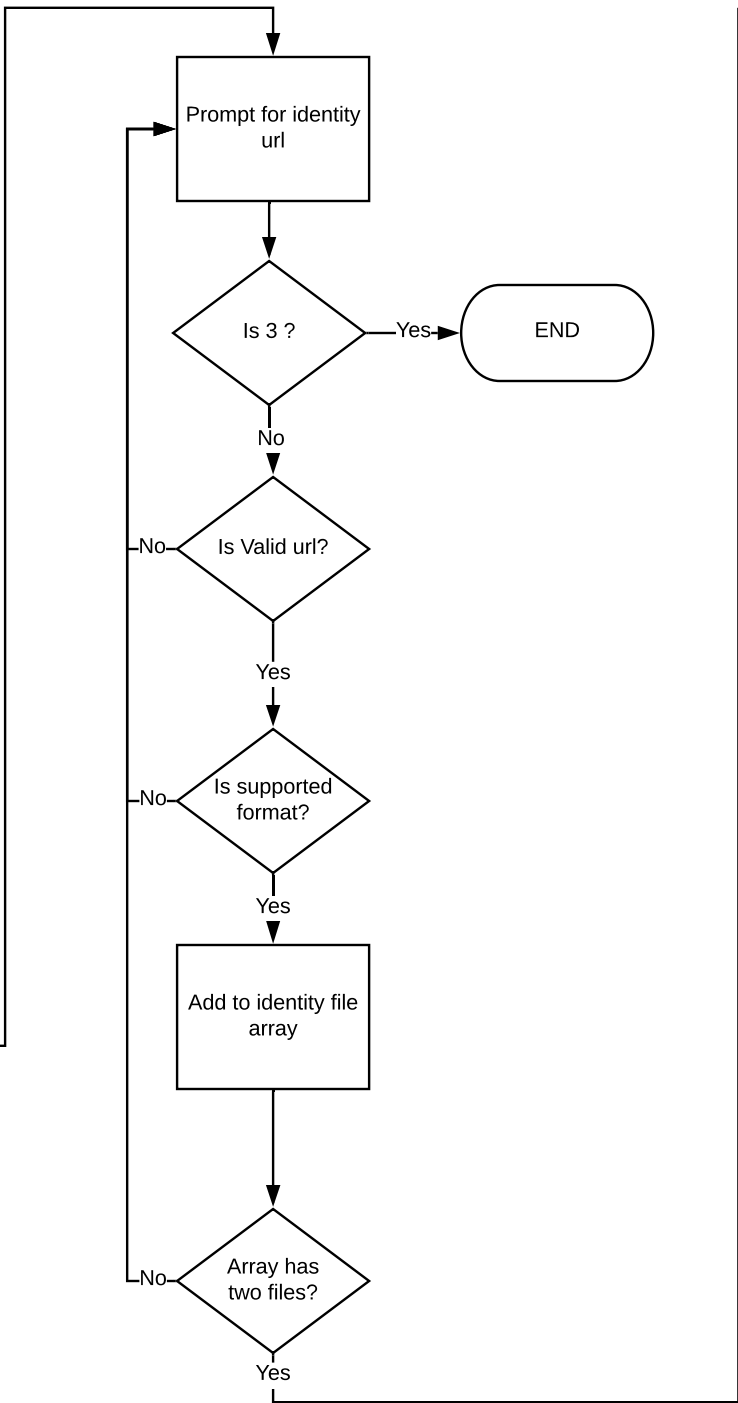 Prompt for identity
url
Is 3 ?
Yes
END
No
Is Valid url?
No
Yes
Is supported
format?
No
Yes
Add to identity file
array
Array has
two files?
No
Yes